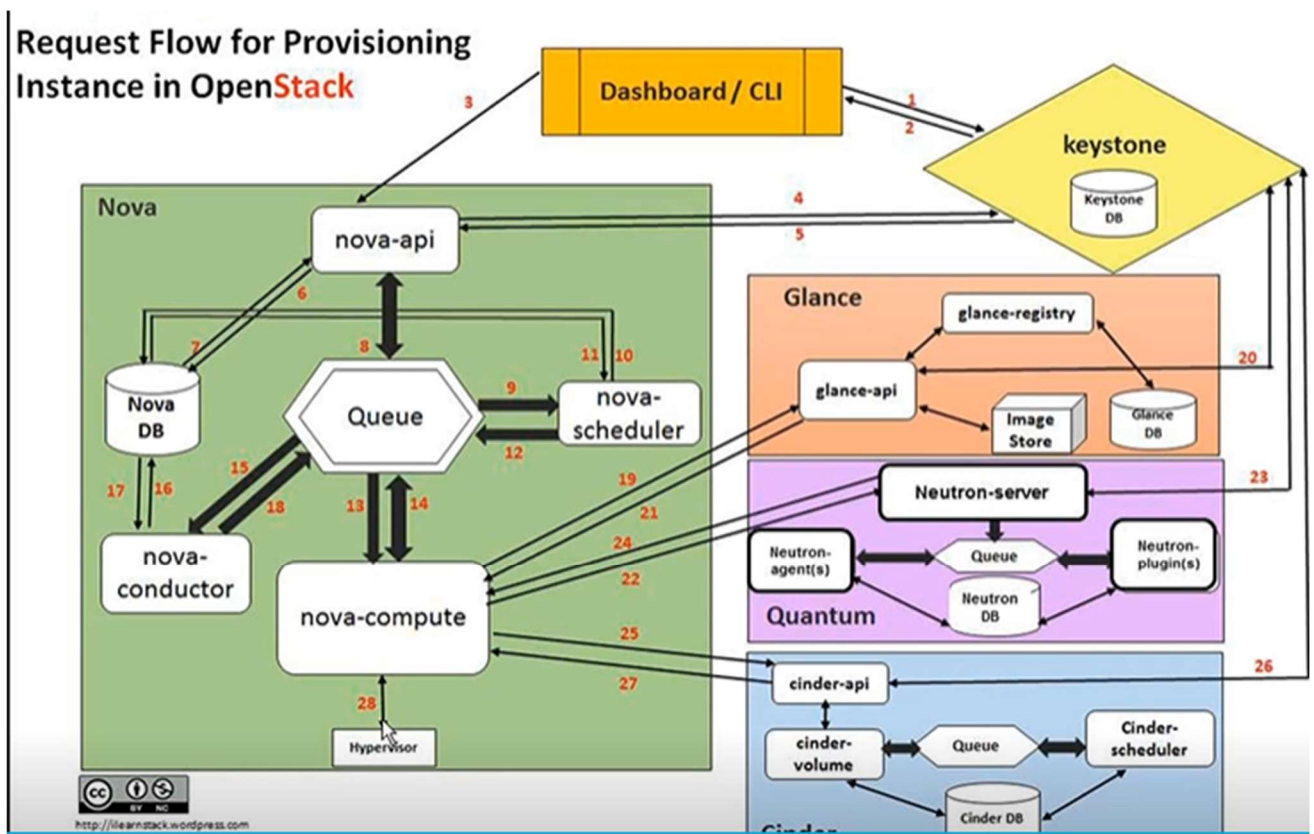 Request Flow for Provisioning
Instance in OpenStack
Dashboard / CLI
1
2
3
keystone
Keystone
DB
Nova
nova-api
4
5
6
7
8
Nova
DB
Queue
9
10
11
12
nova-
scheduler
13
14
15
16
17
18
nova-
conductor
nova-compute
28
Hypervisor
Glance
glance-registry
glance-api
Image
Store
Glance
DB
19
20
21
22
23
24
Neutron-server
Neutron-
agent(s)
Queue
Neutron-
plugin(s)
Neutron
DB
Quantum
25
26
27
cinder-api
cinder-
volume
Queue
Cinder-
scheduler
Cinder DB
Cinder
cc
BY NC
http://ilearnstack.wordpress.com